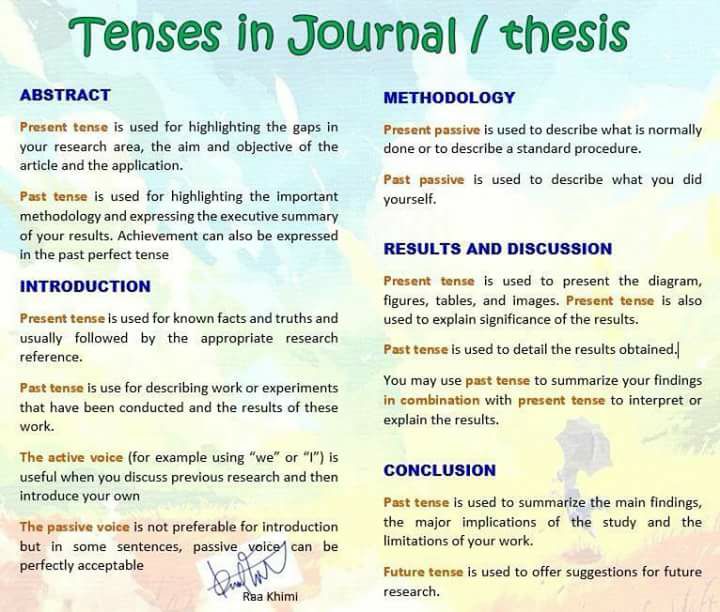 Tenses in Journal / thesis
ABSTRACT
Present tense is used for highlighting the gaps in
your research area, the aim and objective of the
article and the application.
Past tense is used for highlighting the important
methodology and expressing the executive summary
of your results. Achievement can also be expressed
in the past perfect tense
INTRODUCTION
Present tense is used for known facts and truths and
usually followed by the appropriate research
reference.
Past tense is use for describing work or experiments
that have been conducted and the results of these
work.
The active voice (for example using “we” or “I”) is
useful when you discuss previous research and then
introduce your own
The passive voice is not preferable for introduction
but in some sentences, passive voice can be
perfectly acceptable
Raa Khimi
METHODOLOGY
Present passive is used to describe what is normally
done or to describe a standard procedure.
Past passive is used to describe what you did
yourself.
RESULTS AND DISCUSSION
Present tense is used to present the diagram,
figures, tables, and images. Present tense is also
used to explain significance of the results.
Past tense is used to detail the results obtained.
You may use past tense to summarize your findings
in combination with present tense to interpret or
explain the results.
CONCLUSION
Past tense is used to summarize the main findings,
the major implications of the study and the
limitations of your work.
Future tense is used to offer suggestions for future
research.